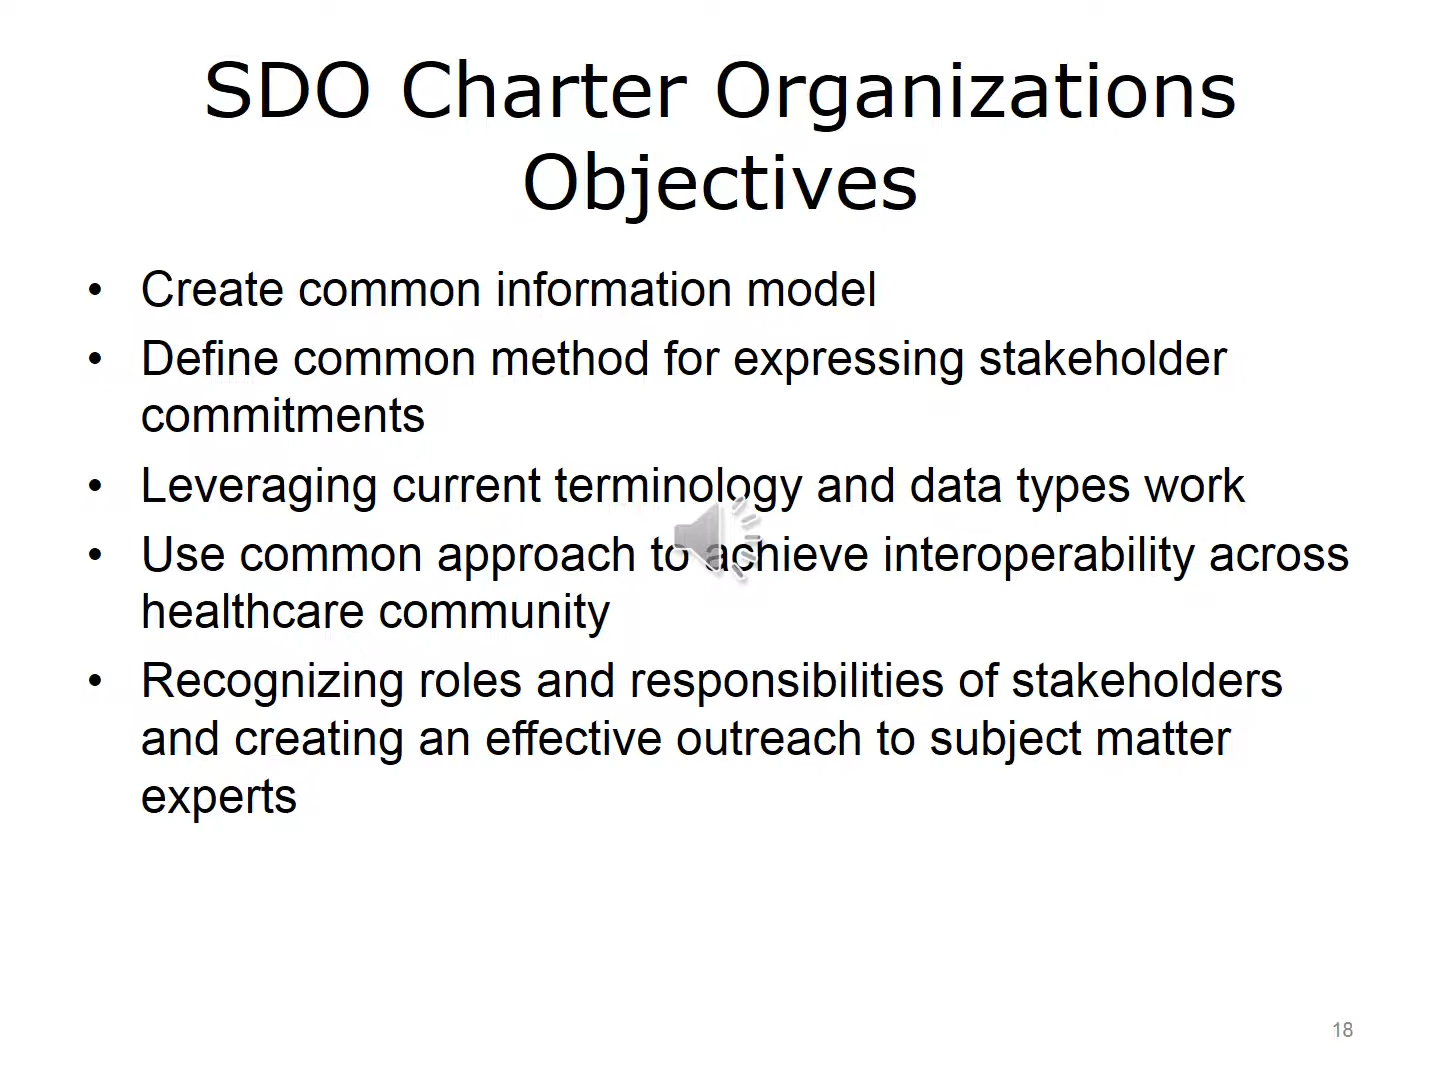 SDO Charter Organizations
Objectives
• Create common information model
• Define common method for expressing stakeholder
commitments
• Leveraging current terminology and data types work
• Use common approach to achieve interoperability across
healthcare community
• Recognizing roles and responsibilities of stakeholders
and creating an effective outreach to subject matter
experts
18